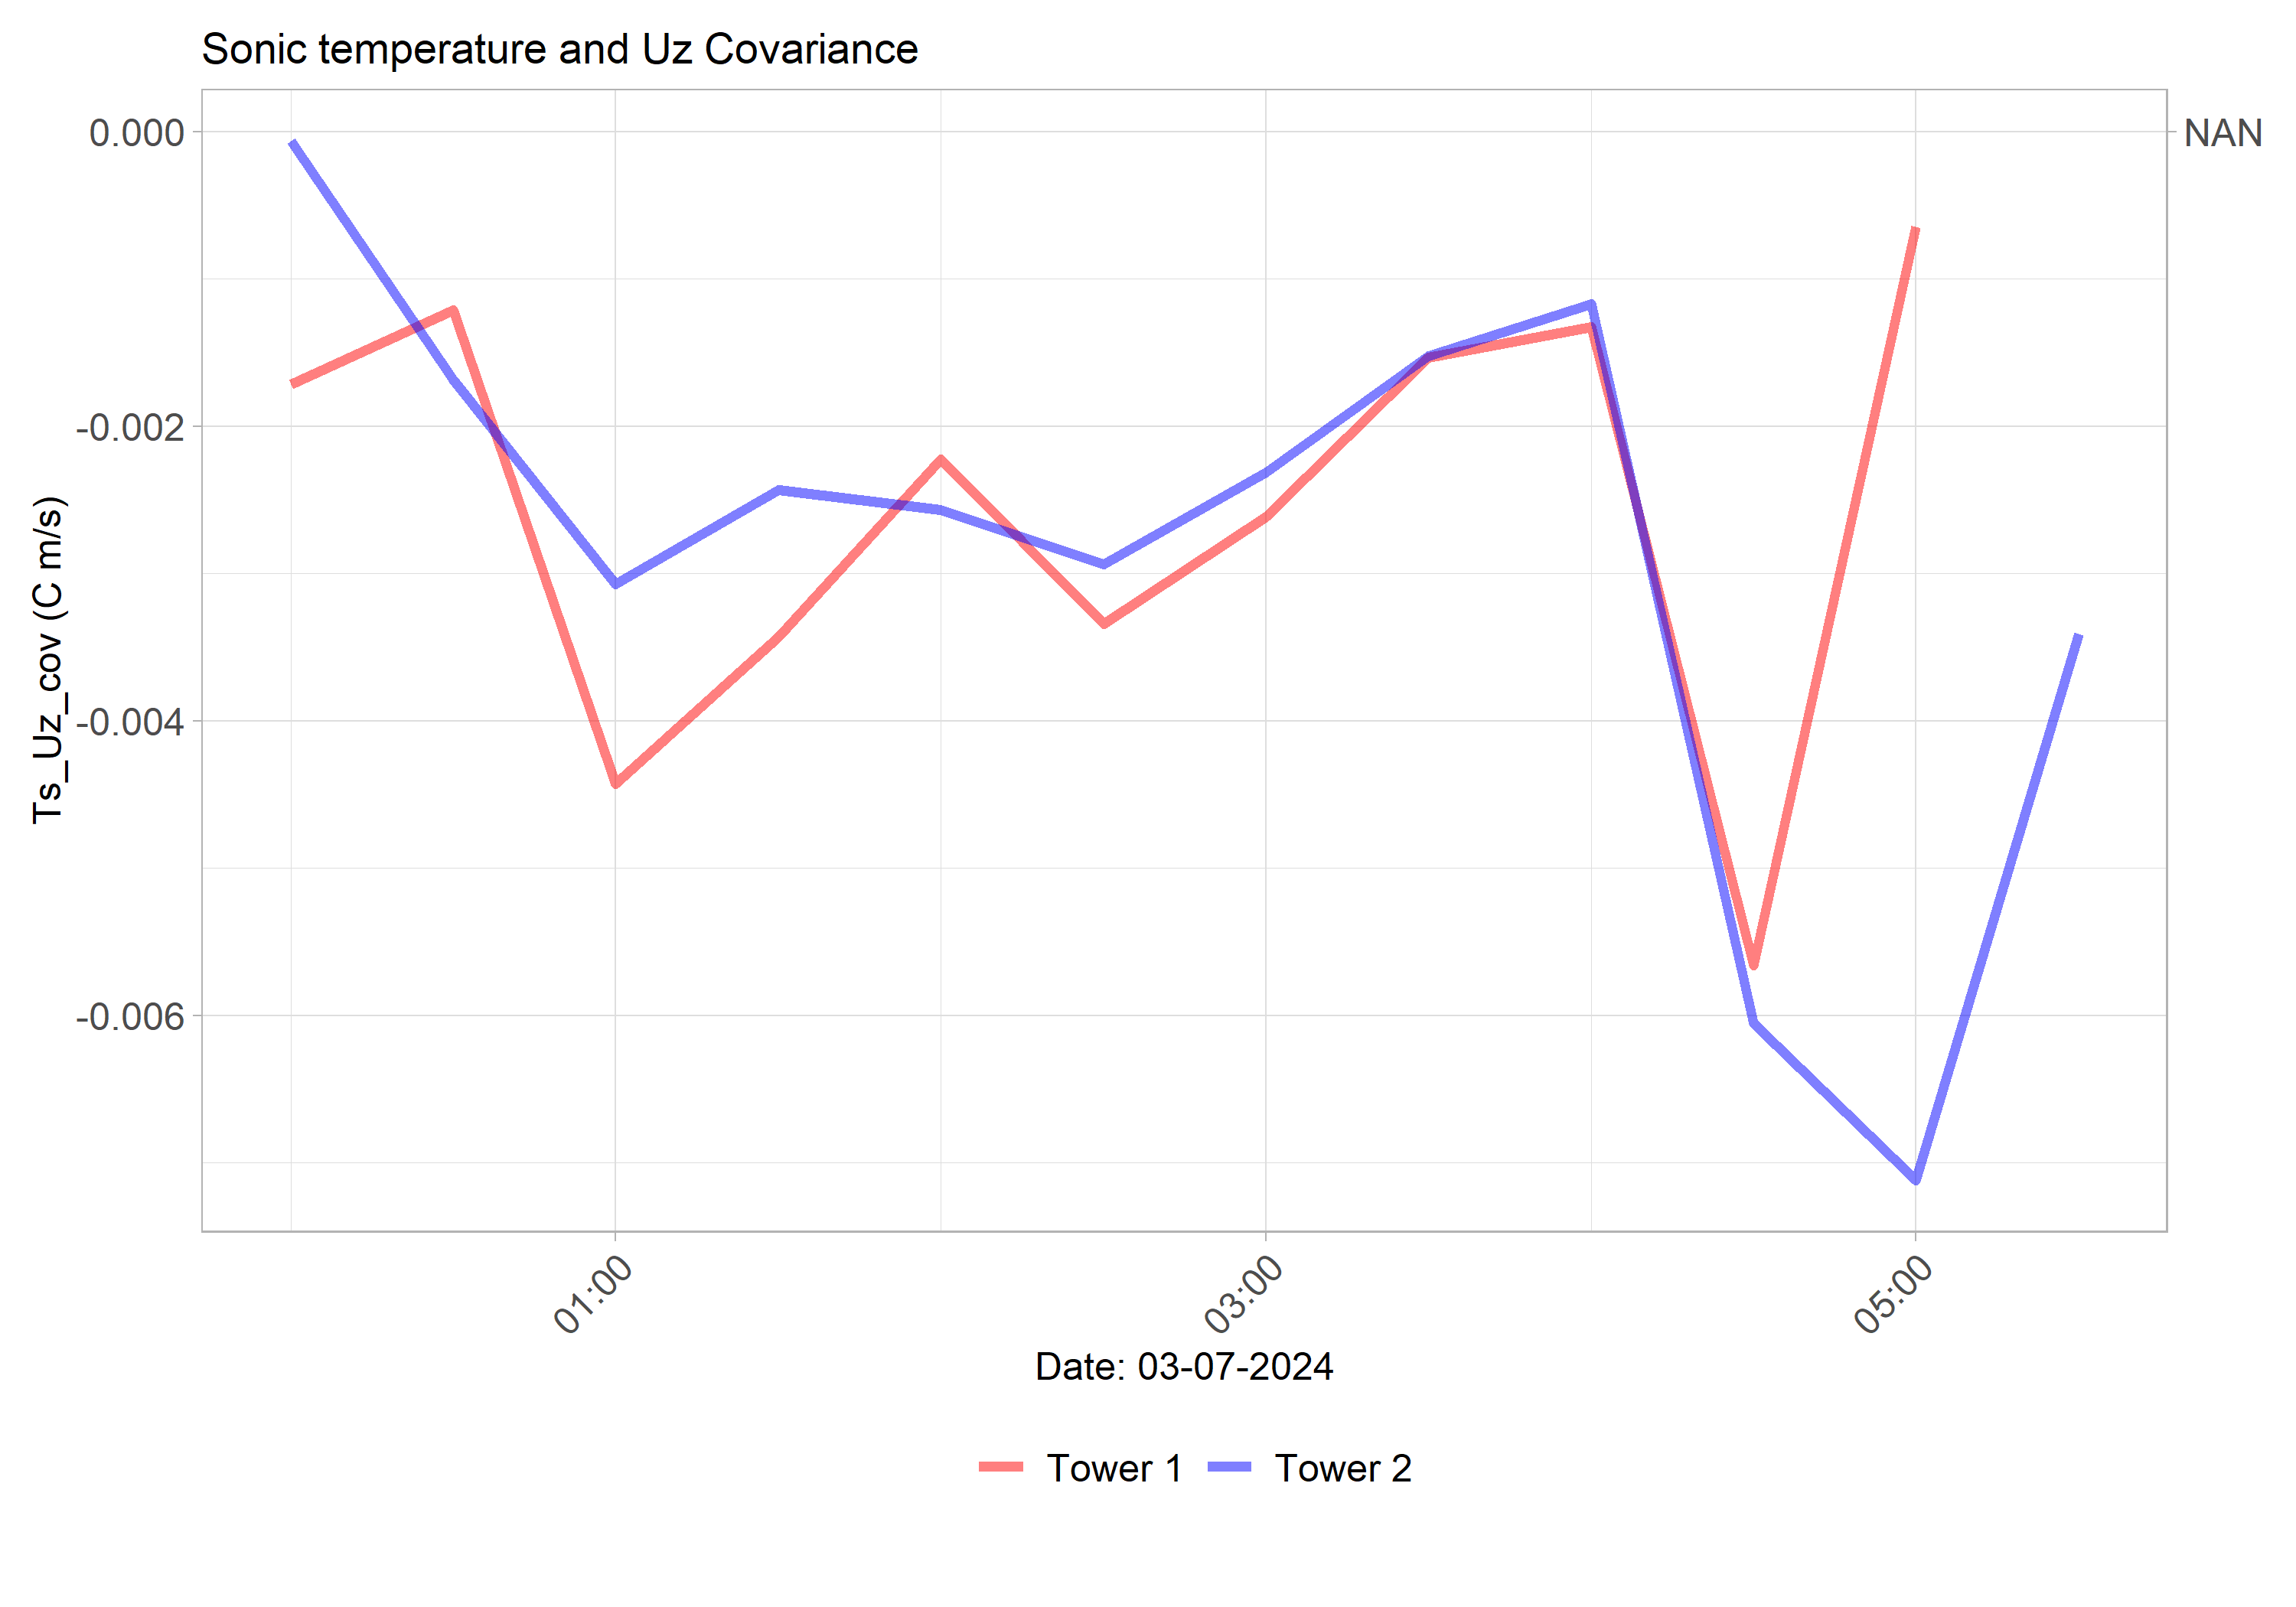 Sonic temperature and Uz Covariance
0.000
NAN
-0.002
-0.004
-0.006
Ts_Uz_cov (C m/s)
01:00
03:00
05:00
Date: 03-07-2024
Tower 1
Tower 2